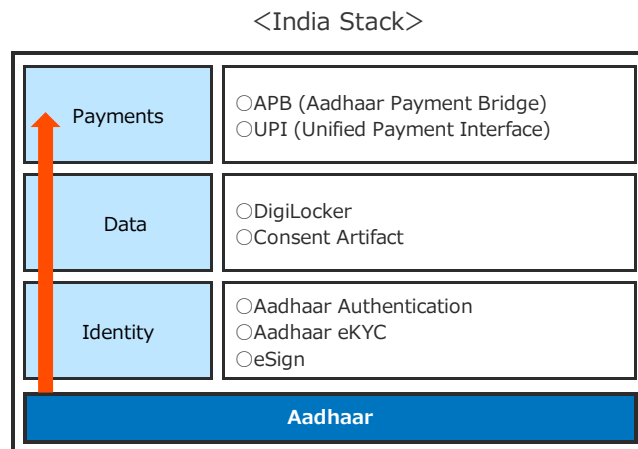 <India Stack>
Payments
○APB (Aadhaar Payment Bridge)
○UPI (Unified Payment Interface)
Data
○DigiLocker
○Consent Artifact
Identity
○Aadhaar Authentication
○Aadhaar eKYC
○eSign
Aadhaar